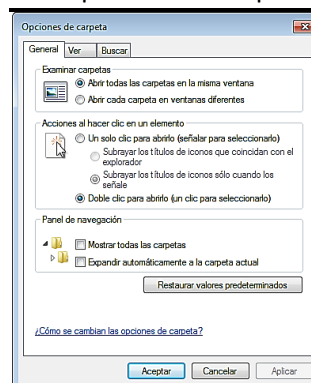 Opciones de carpeta
General Ver Buscar
Examinar carpetas
Abrir todas las carpetas en la misma ventana
Abrir cada carpeta en ventanas diferentes
Acciones al hacer clic en un elemento
Un solo clic para abrirlo (señalar para seleccionarlo)
Subrayar los títulos de iconos que coincidan con el
explorador
Subrayar los títulos de iconos sólo cuando los
señale
Doble clic para abrirlo (un clic para seleccionarlo)
Panel de navegación
Mostrar todas las carpetas
Expandir automáticamente a la carpeta actual
Restaurar valores predeterminados
¿Cómo se cambian las opciones de carpeta?
Aceptar Cancelar Aplicar